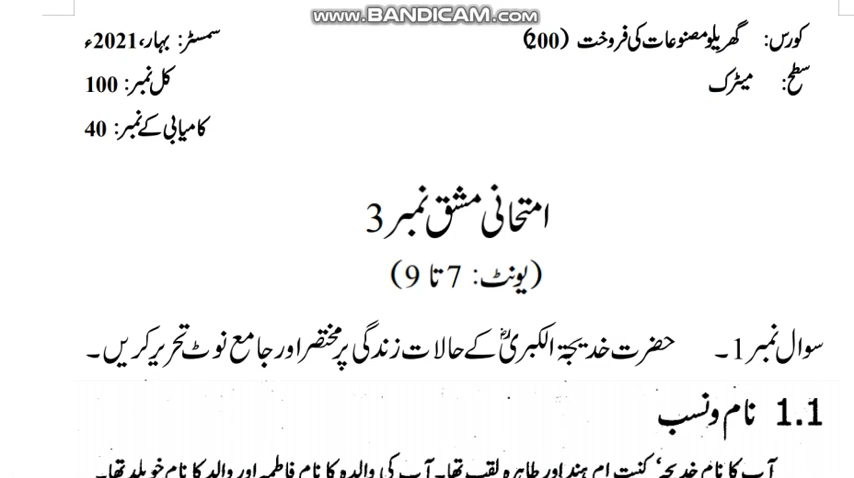 WWW.BANDICAM.COM
کورس: گھریلو مصنوعات کی فروخت (200) سمسٹر: بہار، 2021ء
سطح: میٹرک کل نمبر: 100
کامیابی کے نمبر: 40
امتحانی مشق نمبر 3
(یونٹ: 7 تا 9)
سوال نمبر 1۔ حضرت خدیجۃ الکبریٰؓ کے حالات زندگی پر مختصر اور جامع نوٹ تحریر کریں۔
1.1 نام و نسب
آپ کا نام خدیجہ، کنیت ام ہند اور طاہرہ لقب تھا۔ آپ کی والدہ کا نام فاطمہ اور والد کا نام خویلد تھا۔